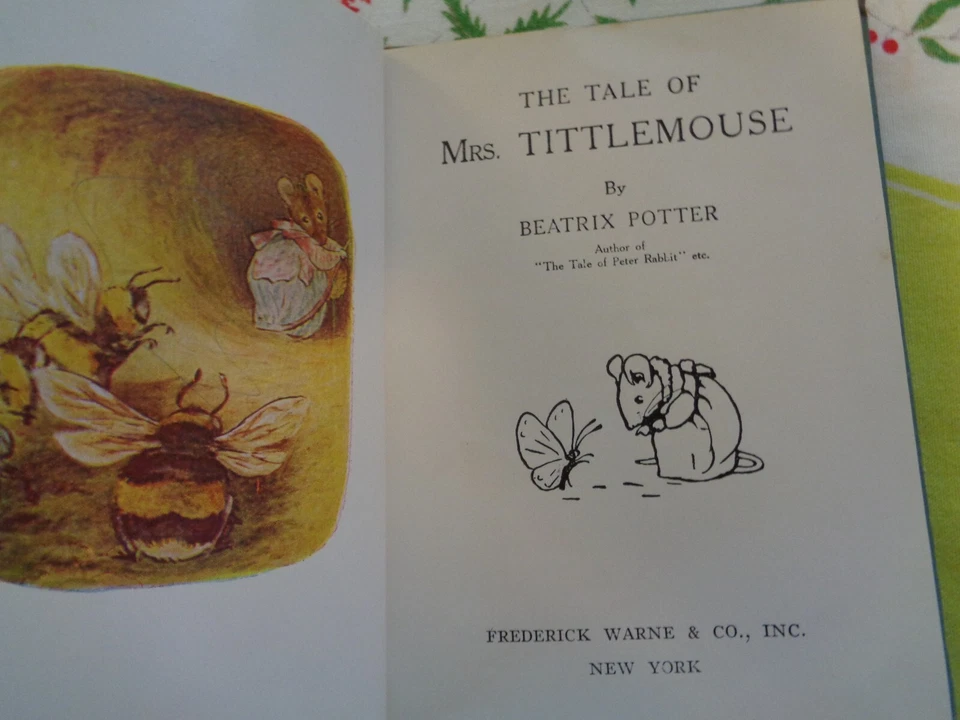 THE TALE OF
MRS. TITTLEMOUSE
By
BEATRIX POTTER
Author of
"The Tale of Peter Rabbit" etc.
FREDERICK WARNE & CO., INC.
NEW YORK